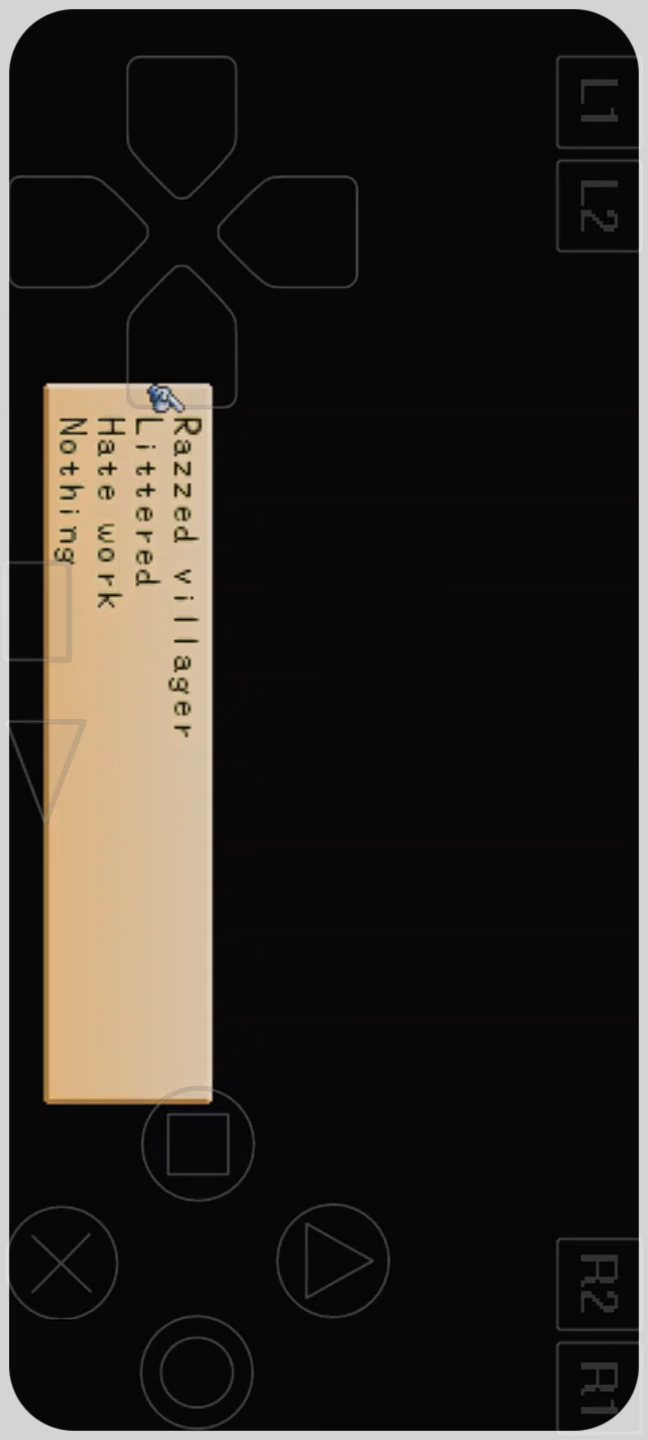 L1
L2
Razzed villager
Littered
Hate work
Nothing
R2
R1